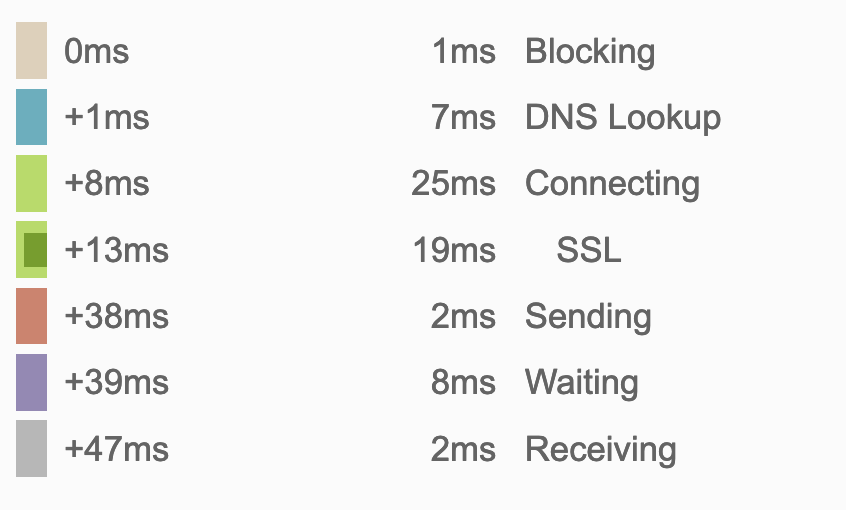 0ms 1ms Blocking
+1ms 7ms DNS Lookup
+8ms 25ms Connecting
+13ms 19ms SSL
+38ms 2ms Sending
+39ms 8ms Waiting
+47ms 2ms Receiving